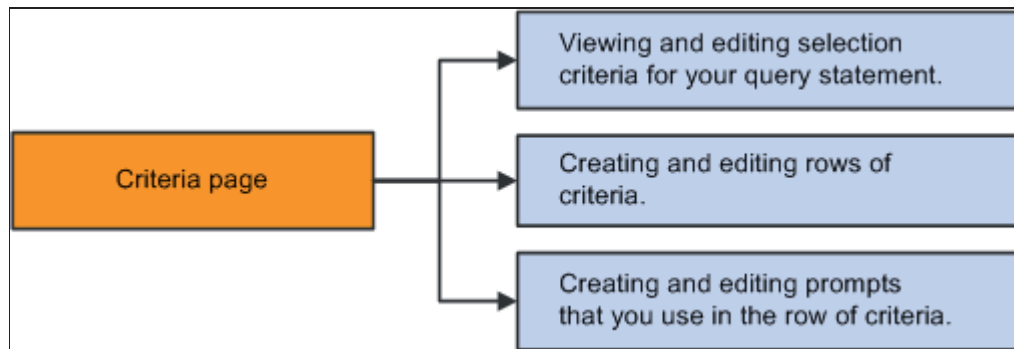 Criteria page
Viewing and editing selection
criteria for your query statement.
Creating and editing rows of
criteria.
Creating and editing prompts
that you use in the row of criteria.